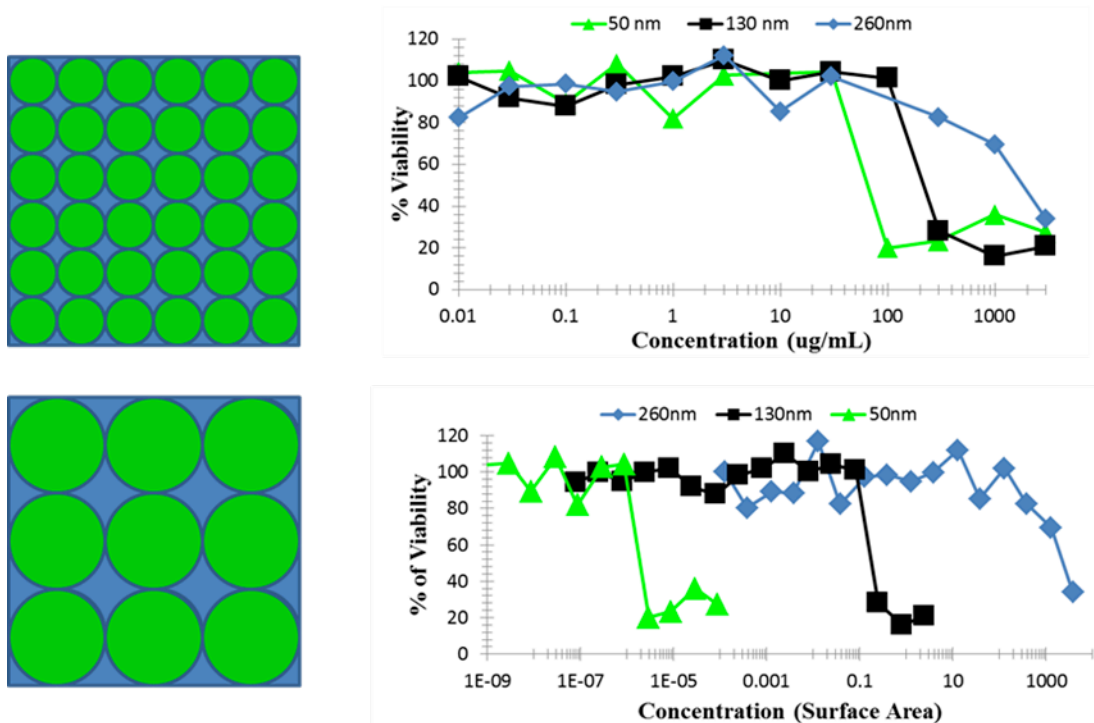 50 nm 130 nm 260nm
120
100
80
60
40
20
0
% Viability
0.01 0.1 1 10 100 1000
Concentration (ug/mL)
260nm 130nm 50nm
120
100
80
60
40
20
0
% of Viability
1E-09 1E-07 1E-05 0.001 0.1 10 1000
Concentration (Surface Area)